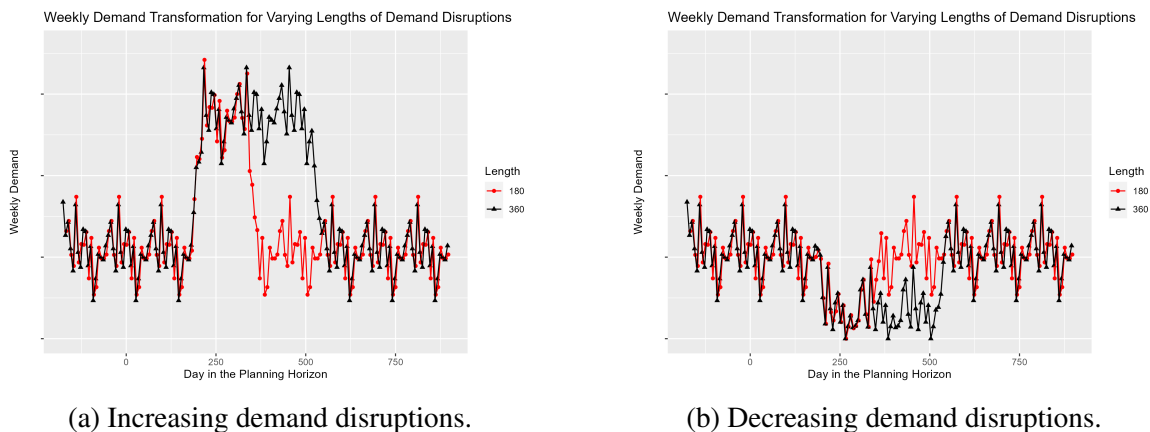 Weekly Demand Transformation for Varying Lengths of Demand Disruptions
Weekly Demand
Length
180
360
0 250 500 750
Day in the Planning Horizon
(a) Increasing demand disruptions.
Weekly Demand Transformation for Varying Lengths of Demand Disruptions
Weekly Demand
Length
180
360
0 250 500 750
Day in the Planning Horizon
(b) Decreasing demand disruptions.